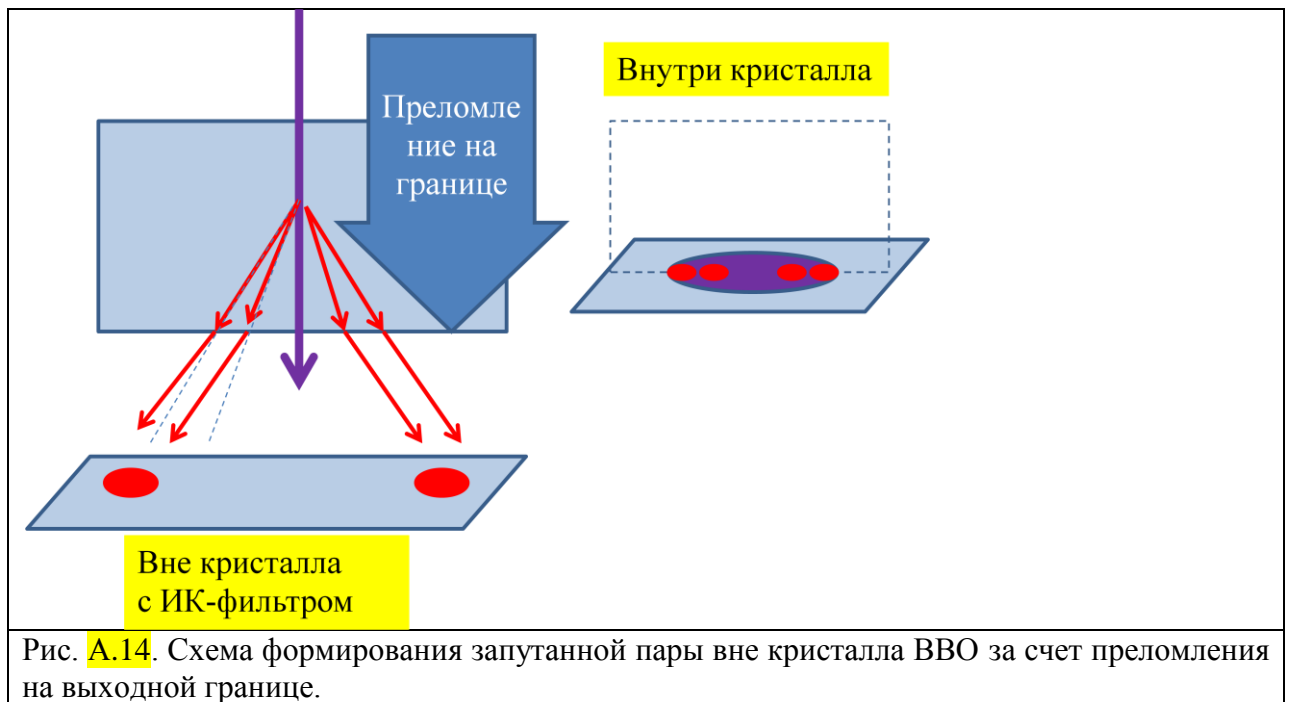 Преломле
ние на
границе
Внутри кристалла
Вне кристалла
с ИК-фильтром
Рис. А.14. Схема формирования запутанной пары вне кристалла ВВО за счет преломления
на выходной границе.